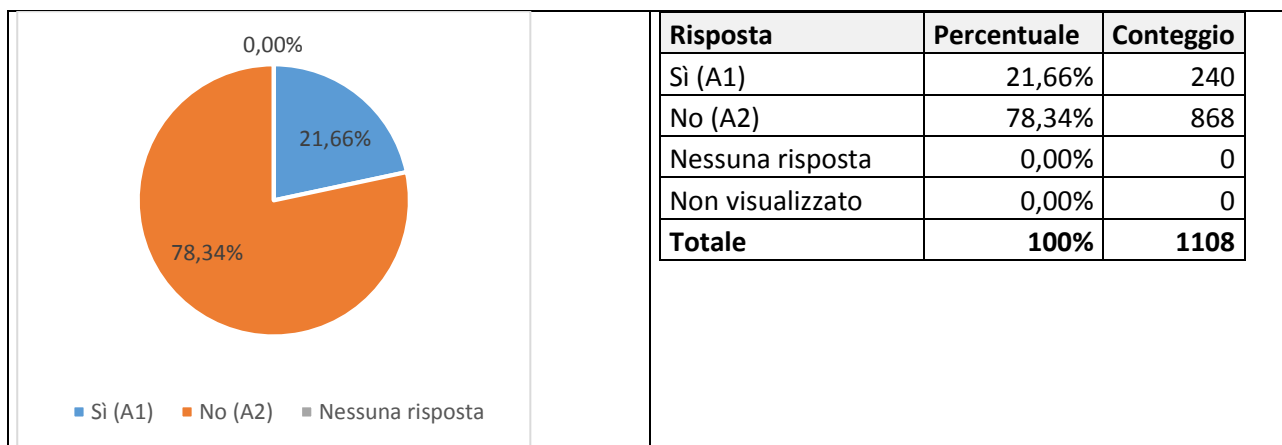 0,00%
21,66%
78,34%
Sì (A1) No (A2) Nessuna risposta
Risposta Percentuale Conteggio
Sì (A1) 21,66% 240
No (A2) 78,34% 868
Nessuna risposta 0,00% 0
Non visualizzato 0,00% 0
Totale 100% 1108